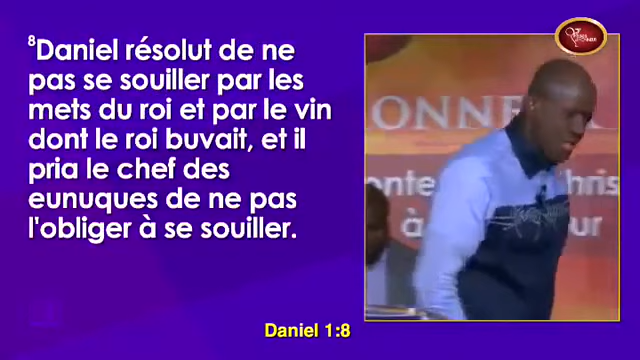 ⁸Daniel résolut de ne
pas se souiller par les
mets du roi et par le vin
dont le roi buvait, et il
pria le chef des
eunuques de ne pas
l'obliger à se souiller.
ONNE
Daniel 1:8